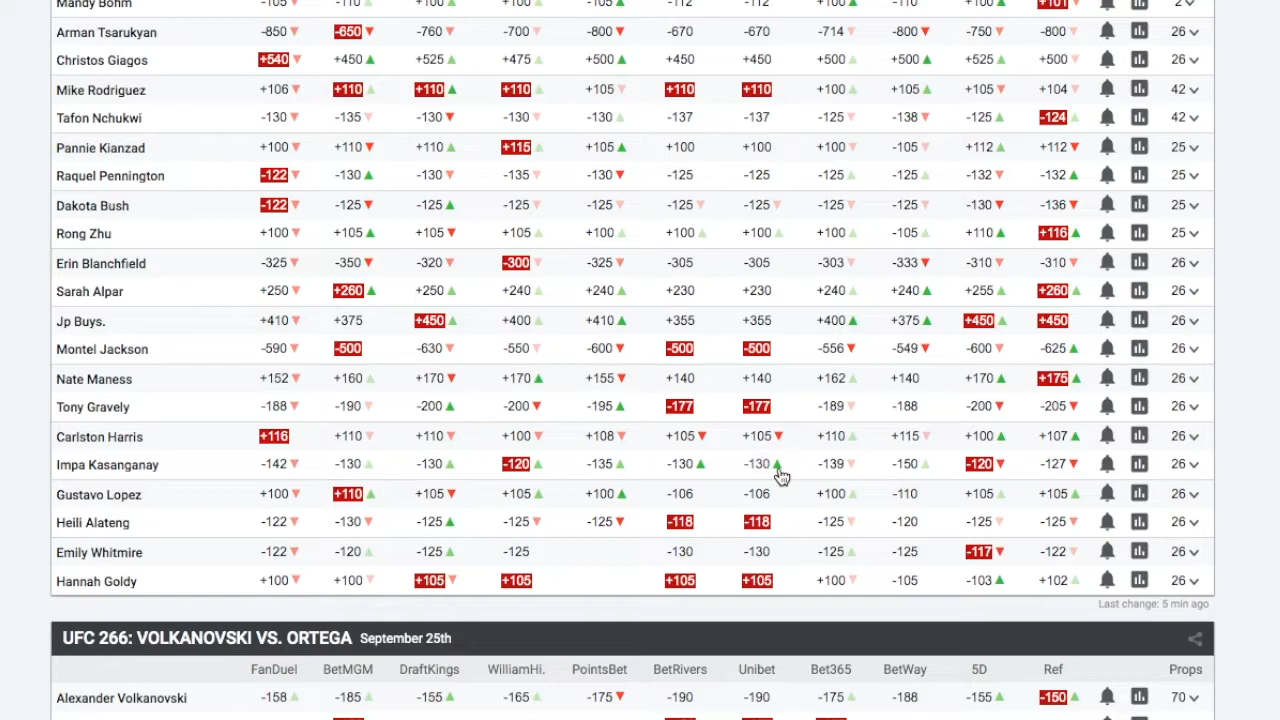 Mandy Bohm -105 -110 +100 +100 -105 -112 -112 +100 -110 +100 +101 2
Arman Tsarukyan -850 -650 -760 -700 -800 -670 -670 -714 -800 -750 -800 26
Christos Giagos +540 +450 +525 +475 +500 +450 +450 +500 +500 +525 +500 26
Mike Rodriguez +106 +110 +110 +110 +105 +110 +110 +100 +105 +105 +104 42
Tafon Nchukwi -130 -135 -130 -130 -130 -137 -137 -125 -138 -125 -124 42
Pannie Kianzad +100 +110 +110 +115 +105 +100 +100 +100 -105 +112 +112 25
Raquel Pennington -122 -130 -130 -135 -130 -125 -125 -125 -125 -132 -132 25
Dakota Bush -122 -125 -125 -125 -125 -125 -125 -125 -125 -130 -136 25
Rong Zhu +100 +105 +105 +105 +100 +100 +100 +100 -105 +110 +116 25
Erin Blanchfield -325 -350 -320 -300 -325 -305 -305 -303 -333 -310 -310 26
Sarah Alpar +250 +260 +250 +240 +240 +230 +230 +240 +240 +255 +260 26
Jp Buys. +410 +375 +450 +400 +410 +355 +355 +400 +375 +450 +450 26
Montel Jackson -590 -500 -630 -550 -600 -500 -500 -556 -549 -600 -625 26
Nate Maness +152 +160 +170 +170 +155 +140 +140 +162 +140 +170 +175 26
Tony Gravely -188 -190 -200 -200 -195 -177 -177 -189 -188 -200 -205 26
Carlston Harris +116 +110 +110 +100 +108 +105 +105 +110 +115 +100 +107 26
Impa Kasanganay -142 -130 -130 -120 -135 -130 -130 -139 -150 -120 -127 26
Gustavo Lopez +100 +110 +105 +105 +100 -106 -106 +100 -110 +105 +105 26
Heili Alateng -122 -130 -125 -125 -125 -118 -118 -125 -120 -125 -125 26
Emily Whitmire -122 -120 -125 -125 -130 -130 -125 -125 -117 -122 26
Hannah Goldy +100 +100 +105 +105 +105 +105 +100 -105 -103 +102 26
Last change: 5 min ago
UFC 266: VOLKANOVSKI VS. ORTEGA September 25th
FanDuel BetMGM DraftKings WilliamHi. PointsBet BetRivers Unibet Bet365 BetWay 5D Ref Props
Alexander Volkanovski -158 -185 -155 -165 -175 -190 -190 -175 -188 -155 -150 70